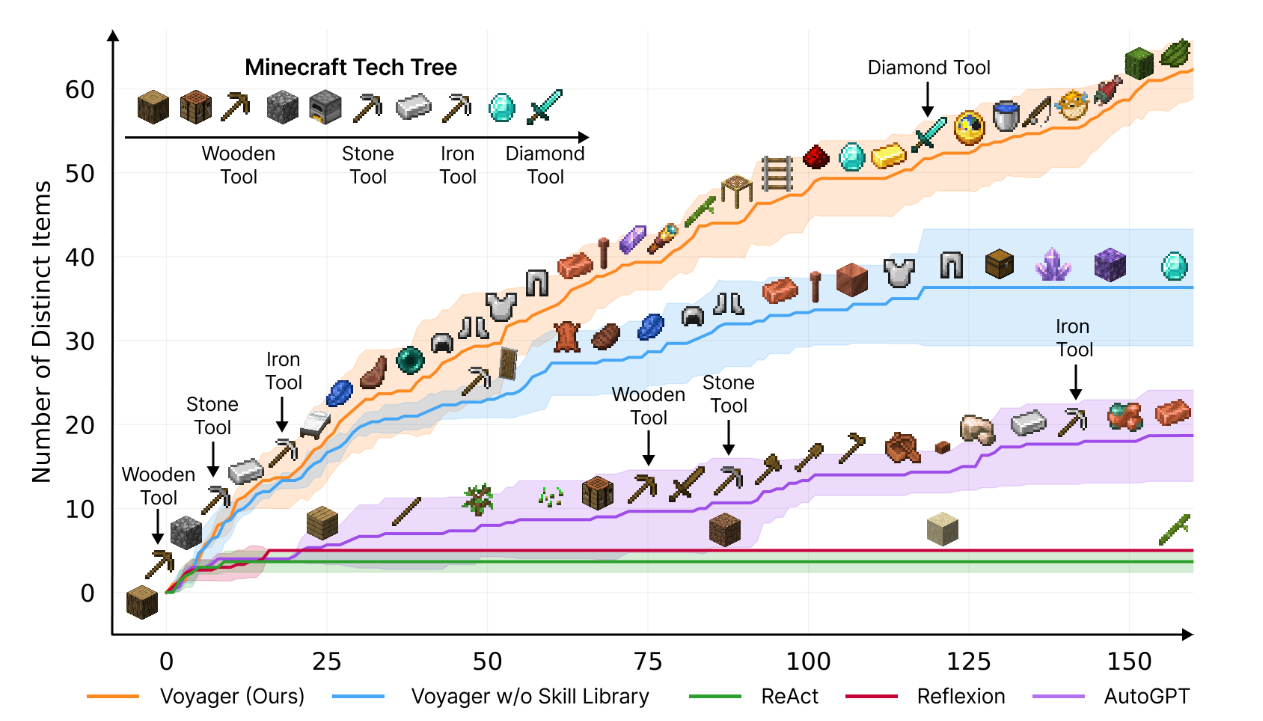 Minecraft Tech Tree
Wooden
Tool
Stone
Tool
Iron
Tool
Diamond
Tool
Diamond Tool
Number of Distinct Items
60
50
40
30
20
10
0
Wooden
Tool
Stone
Tool
Iron
Tool
Wooden
Tool
Stone
Tool
Iron
Tool
0
25
50
75
100
125
150
Voyager (Ours)
Voyager w/o Skill Library
ReAct
Reflexion
AutoGPT